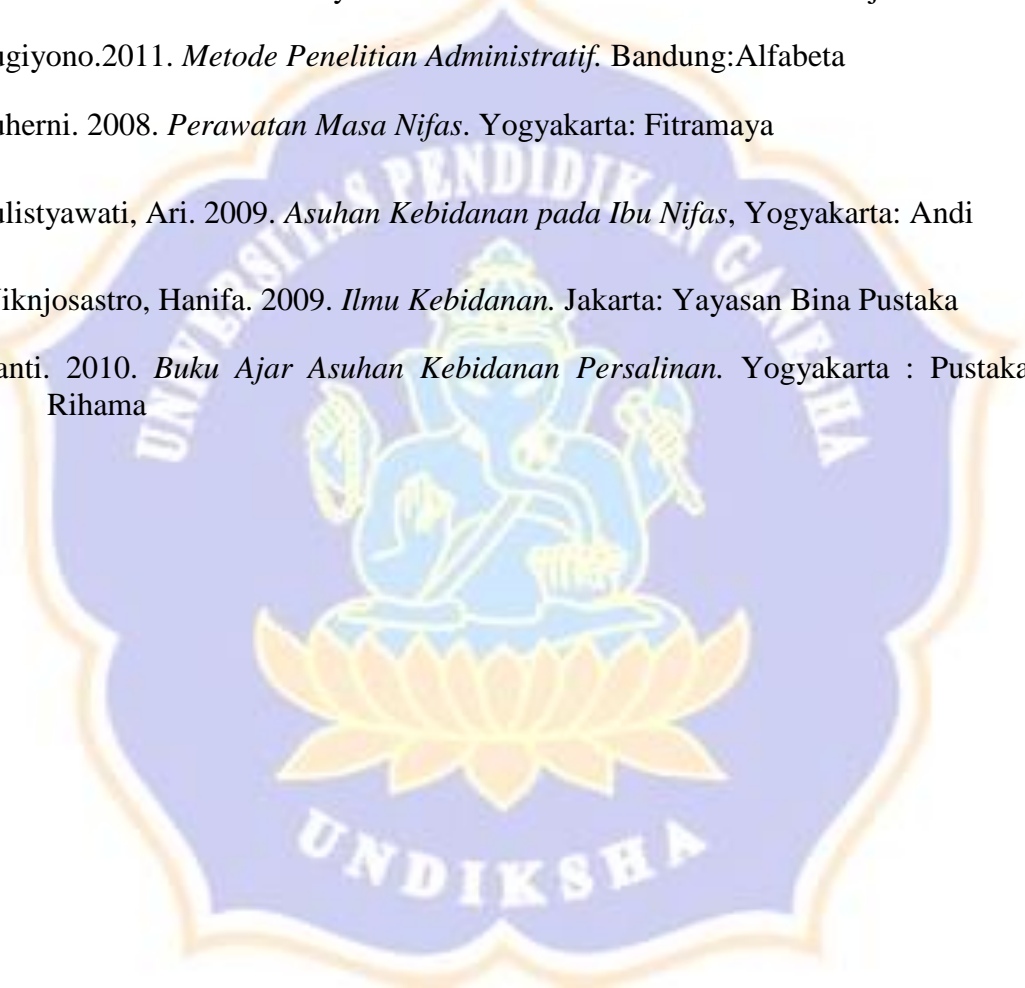 ugiyono.2011. Metode Penelitian Administratif. Bandung:Alfabeta
uherni. 2008. Perawatan Masa Nifas. Yogyakarta: Fitramaya
ulistyawati, Ari. 2009. Asuhan Kebidanan pada Ibu Nifas, Yogyakarta: Andi
iknjosastro, Hanifa. 2009. Ilmu Kebidanan. Jakarta: Yayasan Bina Pustaka
anti. 2010. Buku Ajar Asuhan Kebidanan Persalinan. Yogyakarta : Pustaka
Rihama
UNIVERSITAS PENDIDIKAN GANESHA
UNDIKSHA